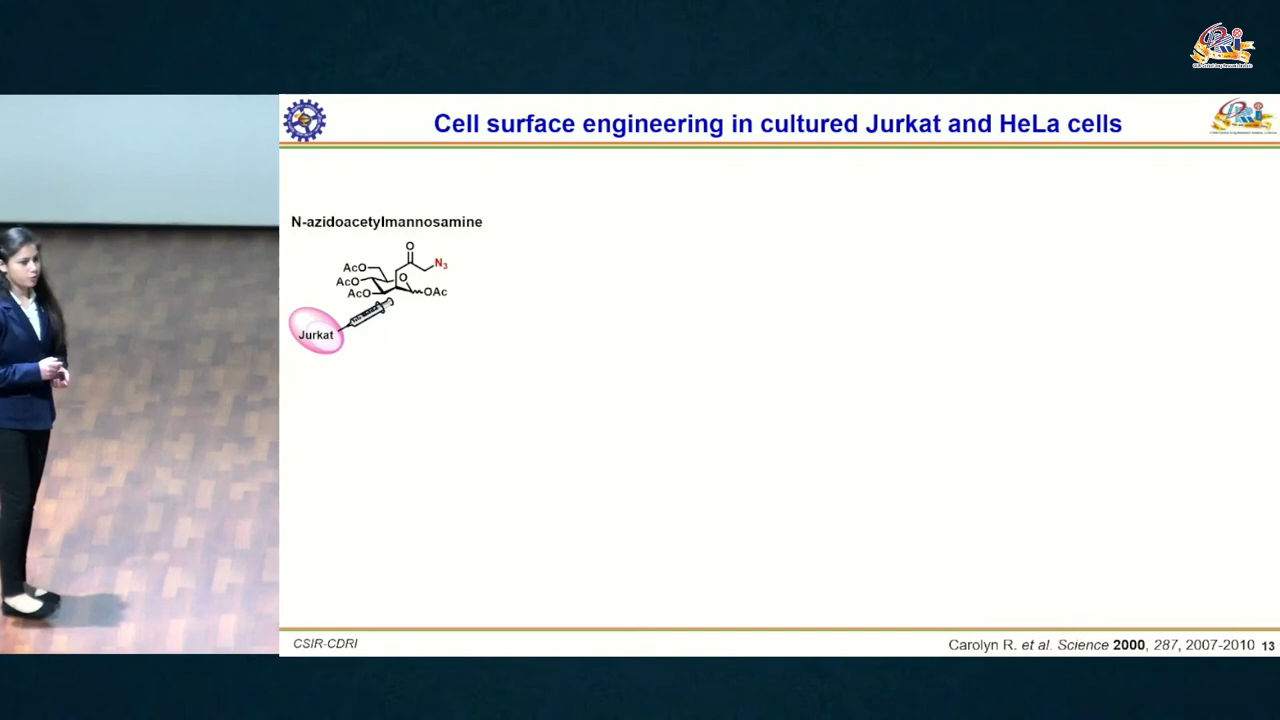 Cell surface engineering in cultured Jurkat and HeLa cells
N-azidoacetylmannosamine
O
N3
AcO
O
AcO
AcO
OAc
Jurkat
CSIR-CDRI
Carolyn R. et al. Science 2000, 287, 2007-2010 13